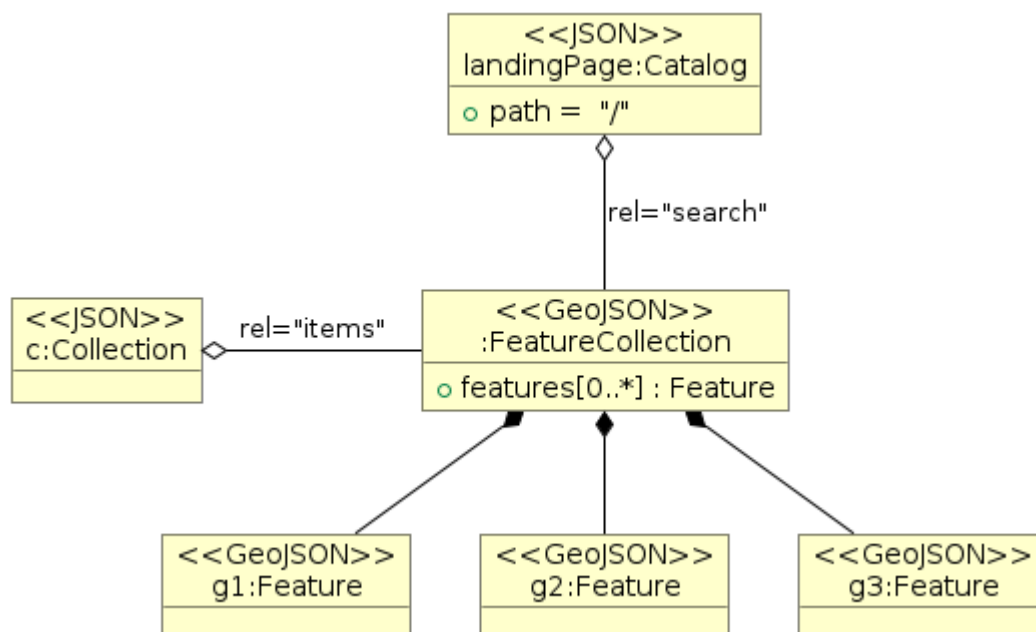 <<JSON>>
landingPage:Catalog
path = "/"
rel="search"
<<JSON>>
c:Collection
rel="items"
<<GeoJSON>>
:FeatureCollection
features[0..*] : Feature
<<GeoJSON>>
g1:Feature
<<GeoJSON>>
g2:Feature
<<GeoJSON>>
g3:Feature